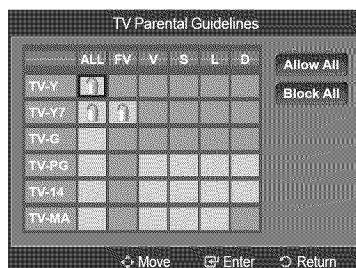 TV Parental Guidelines
ALL FV V S L D
Allow All
TV-Y
Block All
TV-Y7
TV-G
TV-PG
TV-14
TV-MA
Move Enter Return